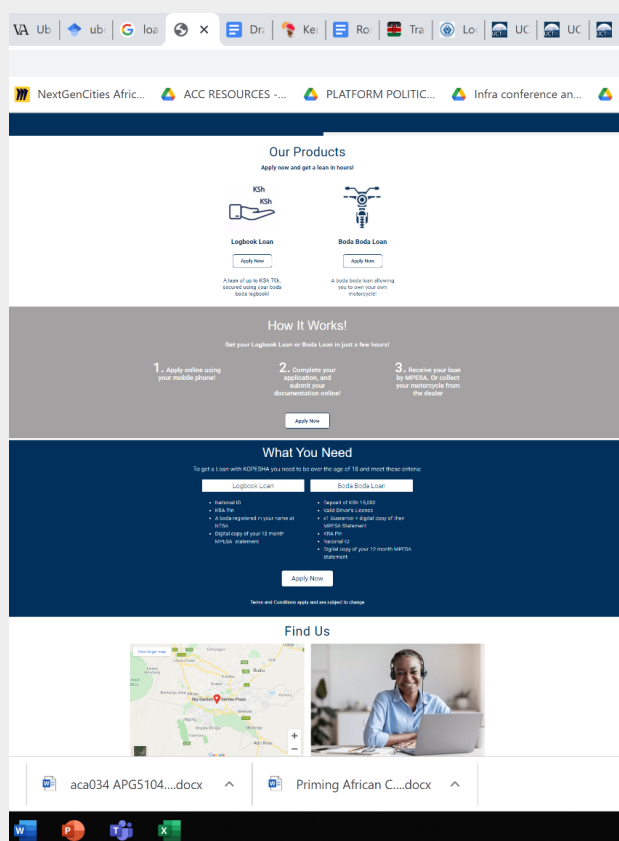 VA Ub
ub
loa
Dra
Ke
Ro
Tra
Lo
UC
UC
NextGenCities Afric...
ACC RESOURCES -...
PLATFORM POLITIC...
Infra conference an...
Our Products
Apply now and get a loan in hours!
KSh
KSh
Logbook Loan
Boda Boda Loan
Apply Now
Apply Now
A loan of up to KSh 70k,
secured using your boda
boda logbook!
A boda boda loan allowing
you to own your own
motorcycle!
How It Works!
Get your Logbook Loan or Boda Loan in just a few hours!
1. Apply online using
your mobile phone!
2. Complete your
application, and
submit your
documentation online!
3. Receive your loan
by MPESA. Or collect
your motorcycle from
the dealer
Apply Now
What You Need
To get a Loan with KOPESHA you need to be over the age of 18 and meet these criteria:
Logbook Loan
National ID
KRA Pin
A boda registered in your name at
NTSA
Digital copy of your 12 month
MPESA statement
Boda Boda Loan
Deposit of KSh 15,000
Valid Driver's Licence
x1 Guarantor + digital copy of their
MPESA Statement
KRA Pin
National ID
Digital copy of your 12 month MPESA
statement
Apply Now
Terms and Conditions apply and are subject to change.
Find Us
View larger map
aca034 APG5104....docx
Priming African C....docx